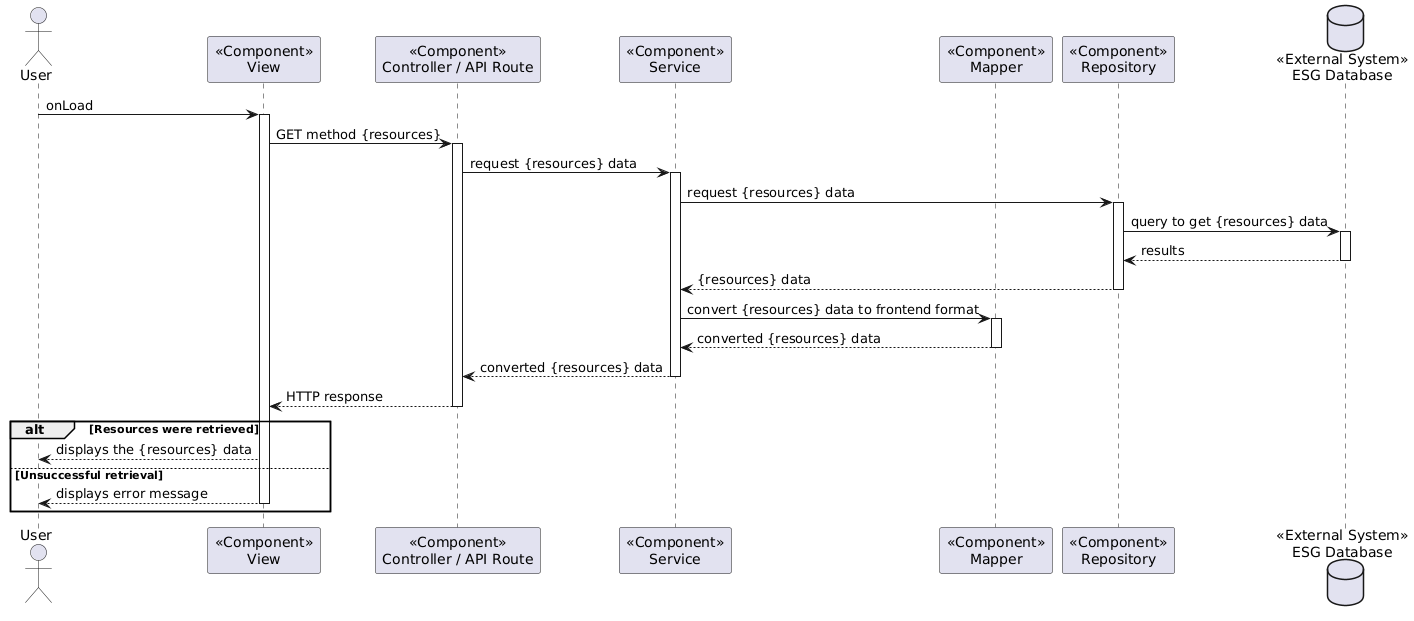 User
«Component»
View
«Component»
Controller / API Route
«Component»
Service
«Component»
Mapper
«Component»
Repository
«External System»
ESG Database
onLoad
GET method {resources}
request {resources} data
request {resources} data
query to get {resources} data
results
{resources} data
convert {resources} data to frontend format
converted {resources} data
converted {resources} data
HTTP response
alt [Resources were retrieved]
displays the {resources} data
[Unsuccessful retrieval]
displays error message
User
«Component»
View
«Component»
Controller / API Route
«Component»
Service
«Component»
Mapper
«Component»
Repository
«External System»
ESG Database